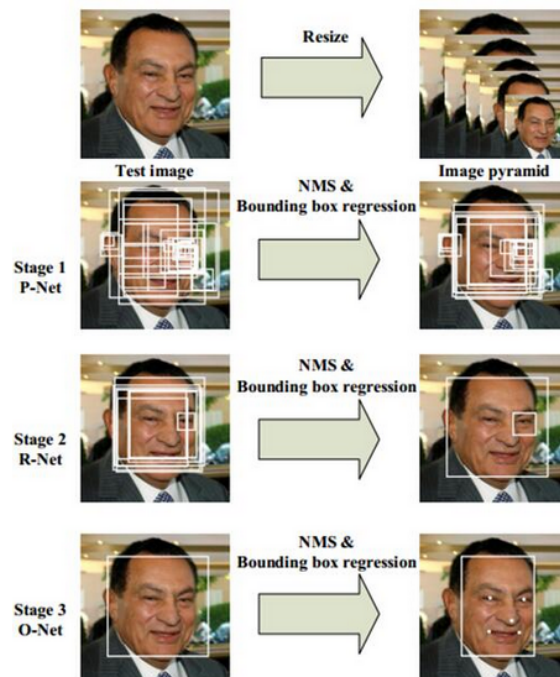 Resize
Test image
Image pyramid
NMS &
Bounding box regression
Stage 1
P-Net
NMS &
Bounding box regression
Stage 2
R-Net
NMS &
Bounding box regression
Stage 3
O-Net